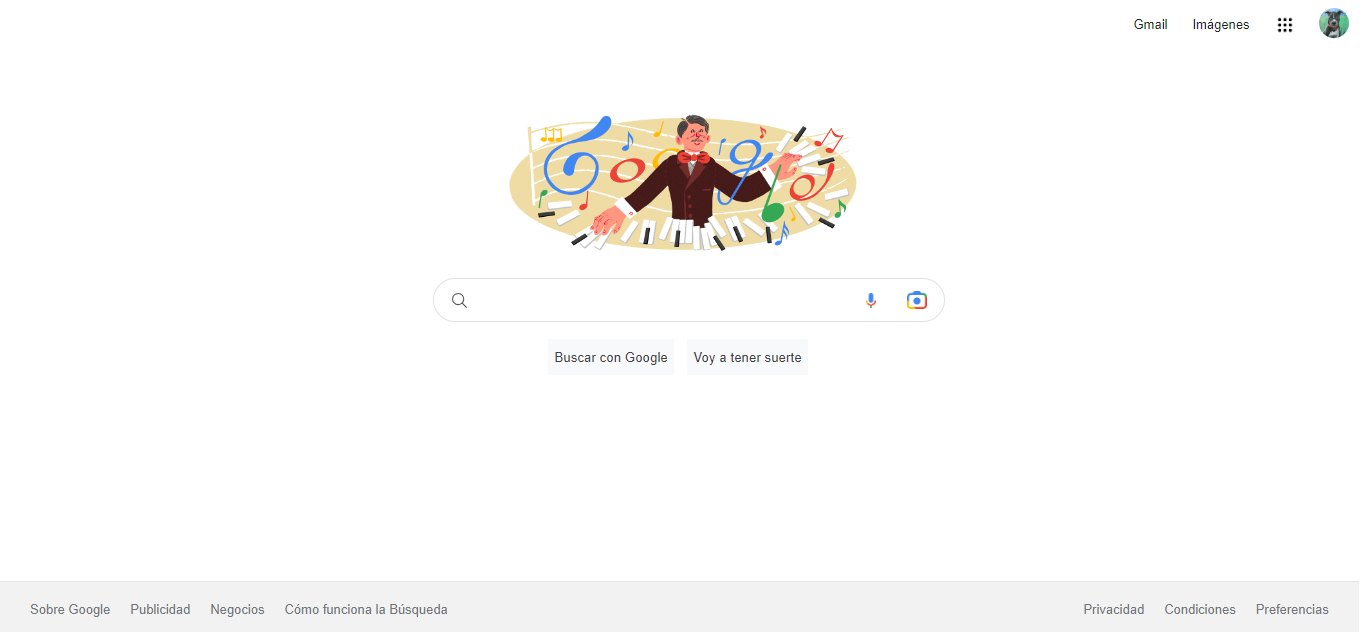 Gmail Imágenes
Google
Buscar con Google Voy a tener suerte
Sobre Google Publicidad Negocios Cómo funciona la Búsqueda Privacidad Condiciones Preferencias